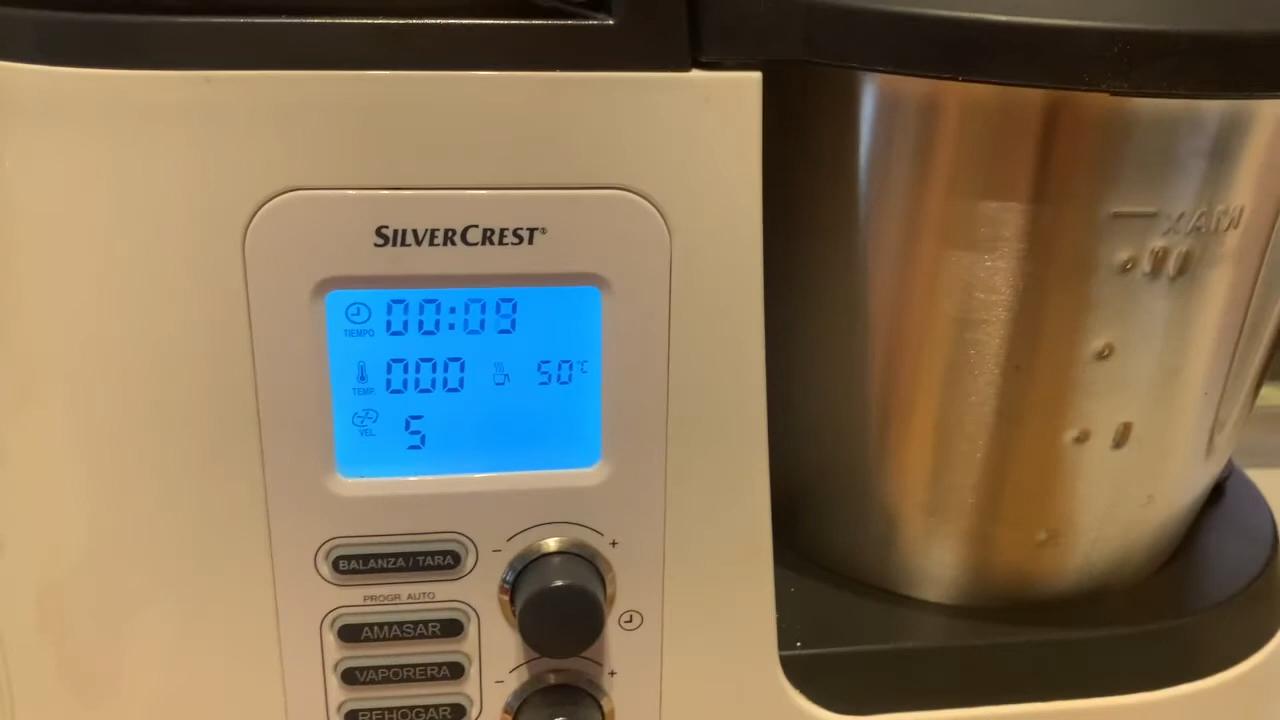 SILVERCREST®
TIEMPO 00:09
TEMP. 000 50°C
VEL. 5
BALANZA / TARA
PROGR. AUTO
AMASAR
VAPORERA
REHOGAR
- +
- +
MAX